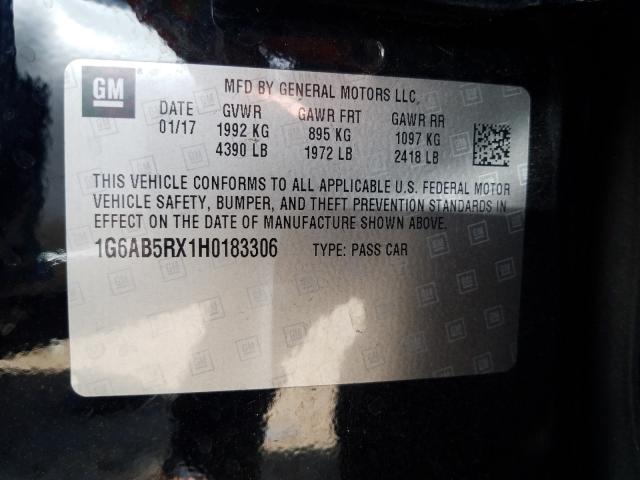 GM
MFD BY GENERAL MOTORS LLC
DATE GVWR GAWR FRT GAWR RR
01/17 1992 KG 895 KG 1097 KG
4390 LB 1972 LB 2418 LB
THIS VEHICLE CONFORMS TO ALL APPLICABLE U.S. FEDERAL MOTOR
VEHICLE SAFETY, BUMPER, AND THEFT PREVENTION STANDARDS IN
EFFECT ON THE DATE OF MANUFACTURE SHOWN ABOVE.
1G6AB5RX1H0183306 TYPE: PASS CAR